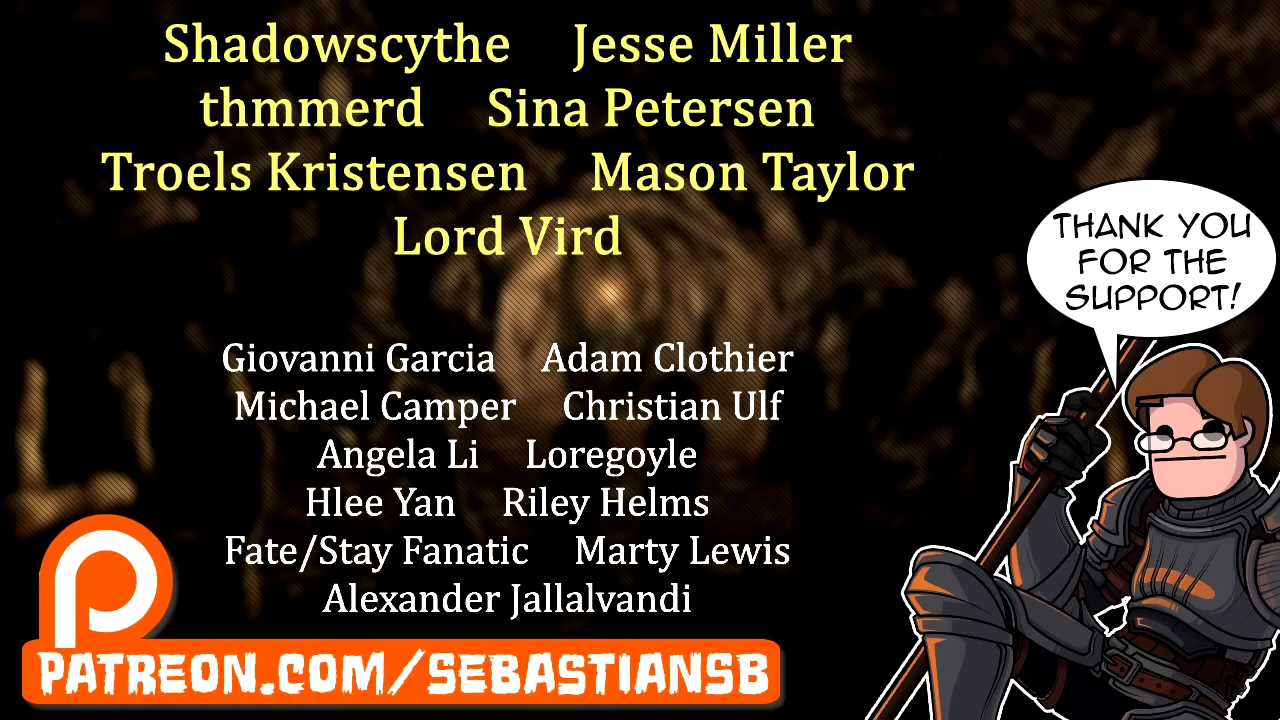 Shadowscythe Jesse Miller
thmmerd Sina Petersen
Troels Kristensen Mason Taylor
Lord Vird
THANK YOU
FOR THE
SUPPORT!
Giovanni Garcia Adam Clothier
Michael Camper Christian Ulf
Angela Li Loregoyle
Hlee Yan Riley Helms
Fate/Stay Fanatic Marty Lewis
Alexander Jallalvandi
PATREON.COM/SEBASTIANSB